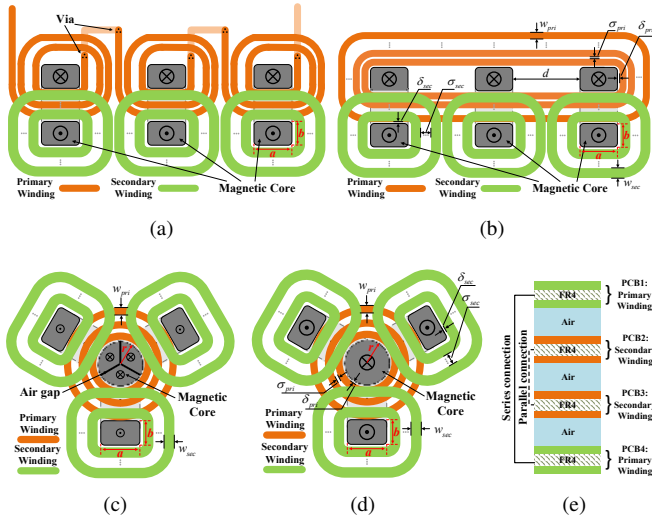 Via
a
b
Primary
Winding
Secondary
Winding
Magnetic Core
(a)
w_pri
σ_pri
δ_pri
d
δ_sec
σ_sec
a
b
w_sec
Primary
Winding
Secondary
Winding
Magnetic Core
(b)
w_pri
r
Air gap
Magnetic
Core
Primary
Winding
Secondary
Winding
a
b
w_sec
(c)
w_pri
δ_sec
σ_sec
r
σ_pri
δ_pri
Magnetic
Core
Primary
Winding
Secondary
Winding
a
b
w_sec
(d)
Series connection
Parallel connection
FR4
PCB1:
Primary
Winding
Air
FR4
PCB2:
Secondary
Winding
Air
FR4
PCB3:
Secondary
Winding
Air
FR4
PCB4:
Primary
Winding
(e)